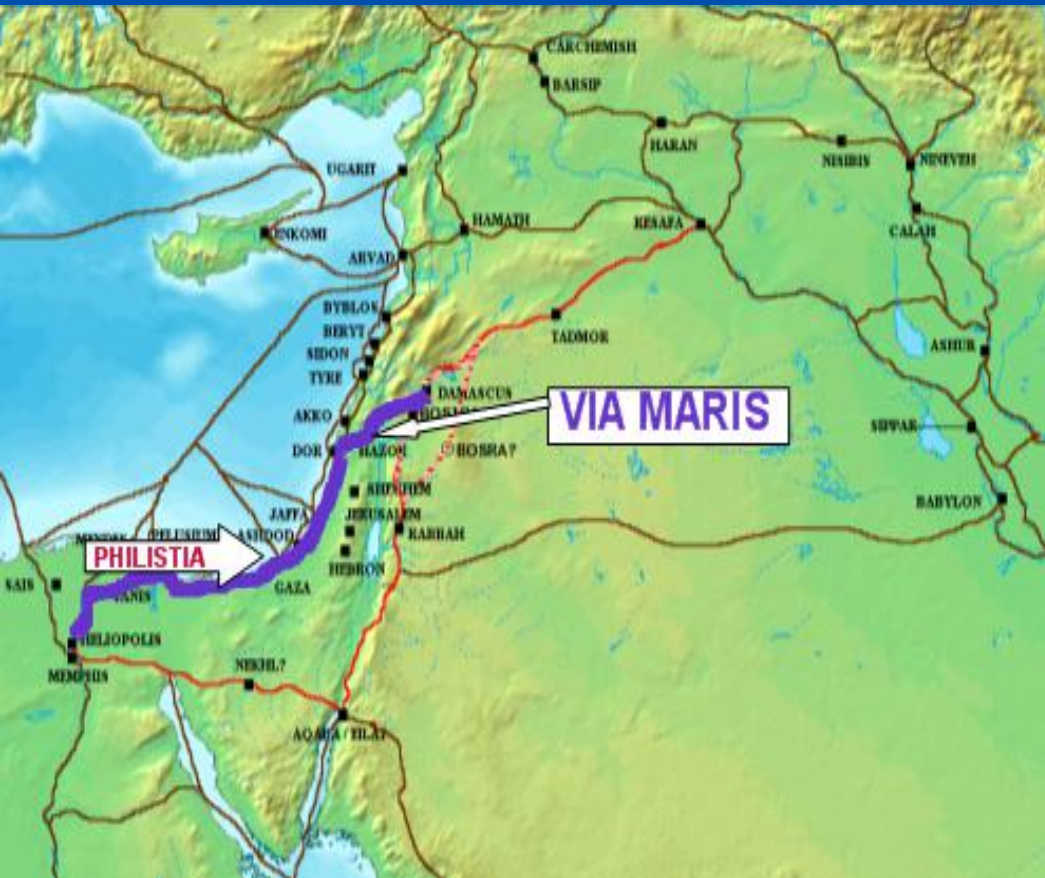 CARCHEMISH
BARSIP
HARAN
NISIBIS
NINEVEH
UGARIT
HAMATH
RESAFA
CALAH
ENKOMI
ARVAD
BYBLOS
BERYT
SIDON
TYRE
TADMOR
ASHUR
DAMASCUS
VIA MARIS
AKKO
SIPPAR
DOR
HAZOR
BOSRA?
SHECHEM
BABYLON
JAFFA
JERUSALEM
RABBAH
PELUSIUM
ASHDOD
PHILISTIA
HEBRON
SAIS
GAZA
TANIS
HELIOPOLIS
MEMPHIS
NEKHL?
AQABA / EILAT